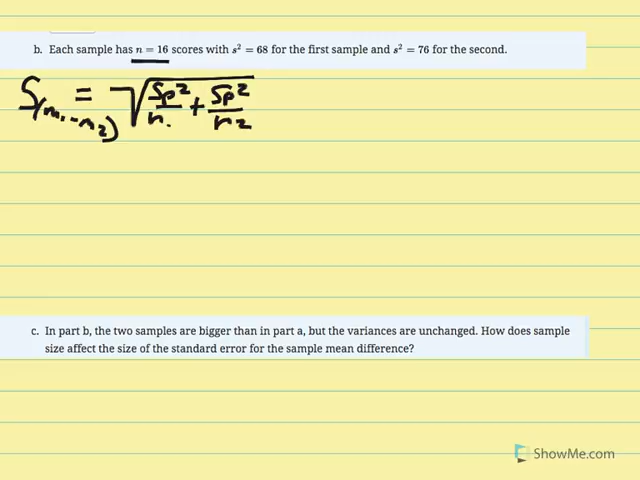 b. Each sample has n = 16 scores with s² = 68 for the first sample and s² = 76 for the second.
S(m₁-m₂) = √Sp²/n₁ + Sp²/n₂
c. In part b, the two samples are bigger than in part a, but the variances are unchanged. How does sample
size affect the size of the standard error for the sample mean difference?
ShowMe.com